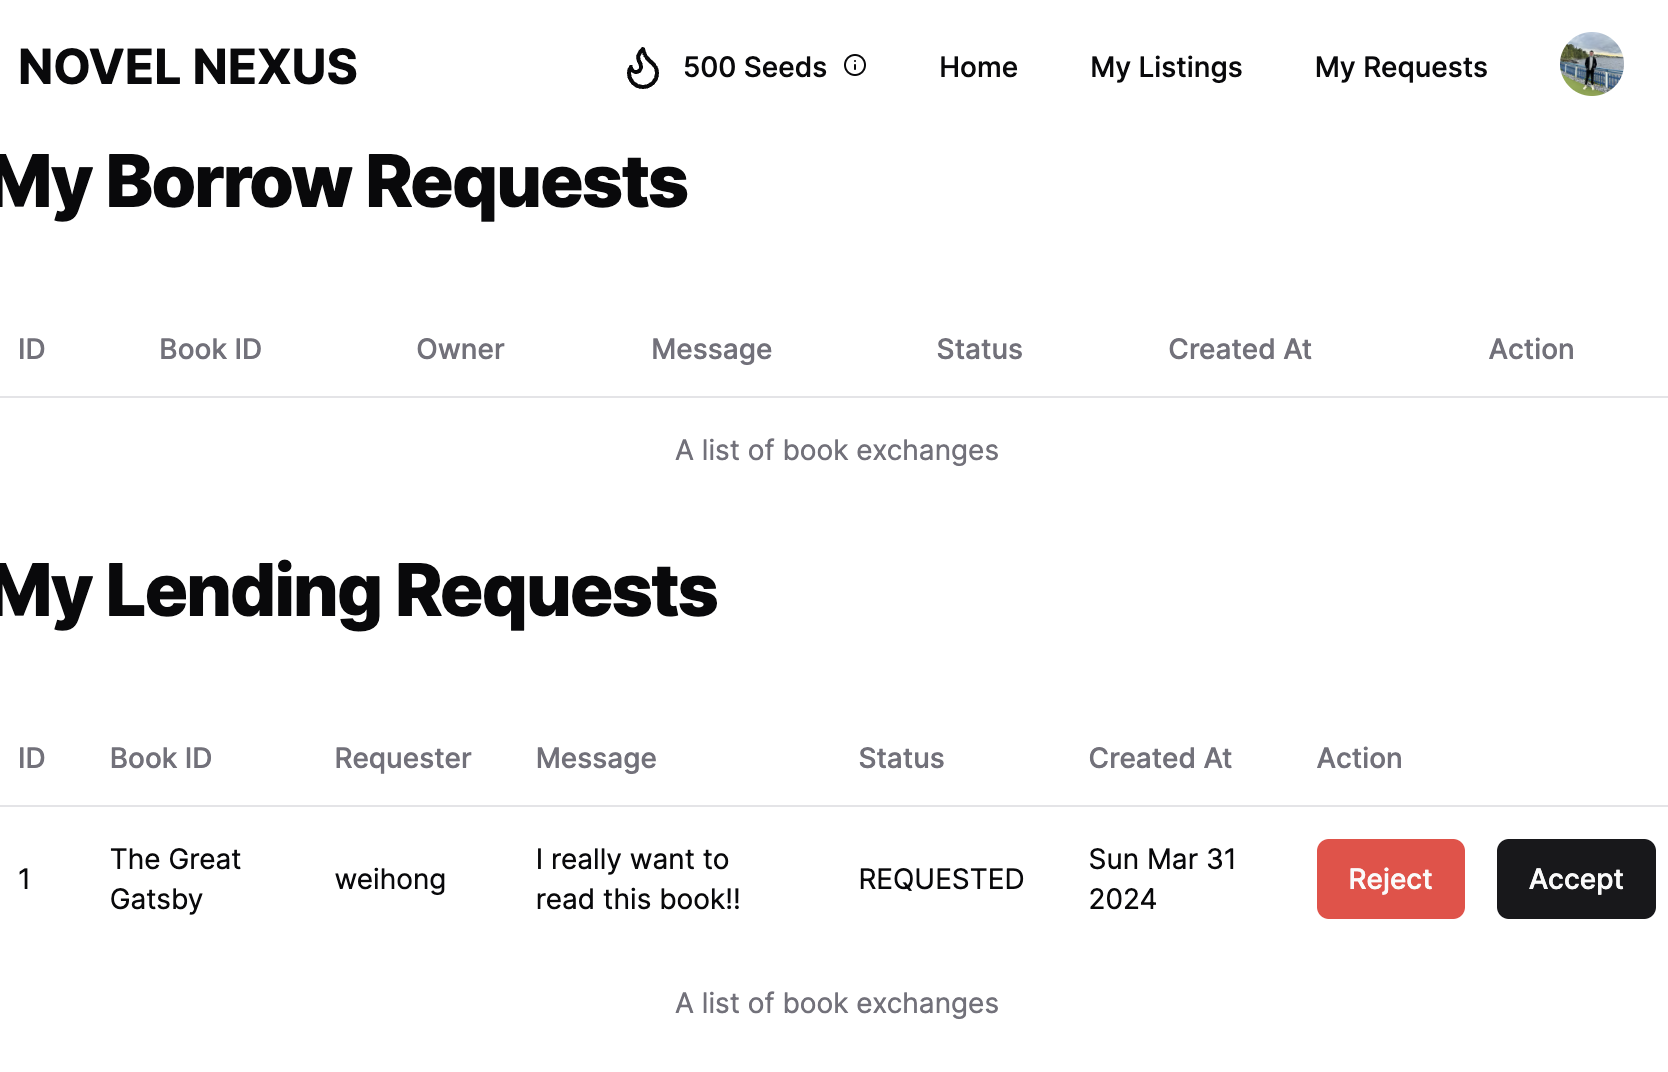 NOVEL NEXUS
500 Seeds
Home
My Listings
My Requests
My Borrow Requests
ID Book ID Owner Message Status Created At Action
A list of book exchanges
My Lending Requests
ID Book ID Requester Message Status Created At Action
1 The Great Gatsby weihong I really want to read this book!! REQUESTED Sun Mar 31 2024 Reject Accept
A list of book exchanges